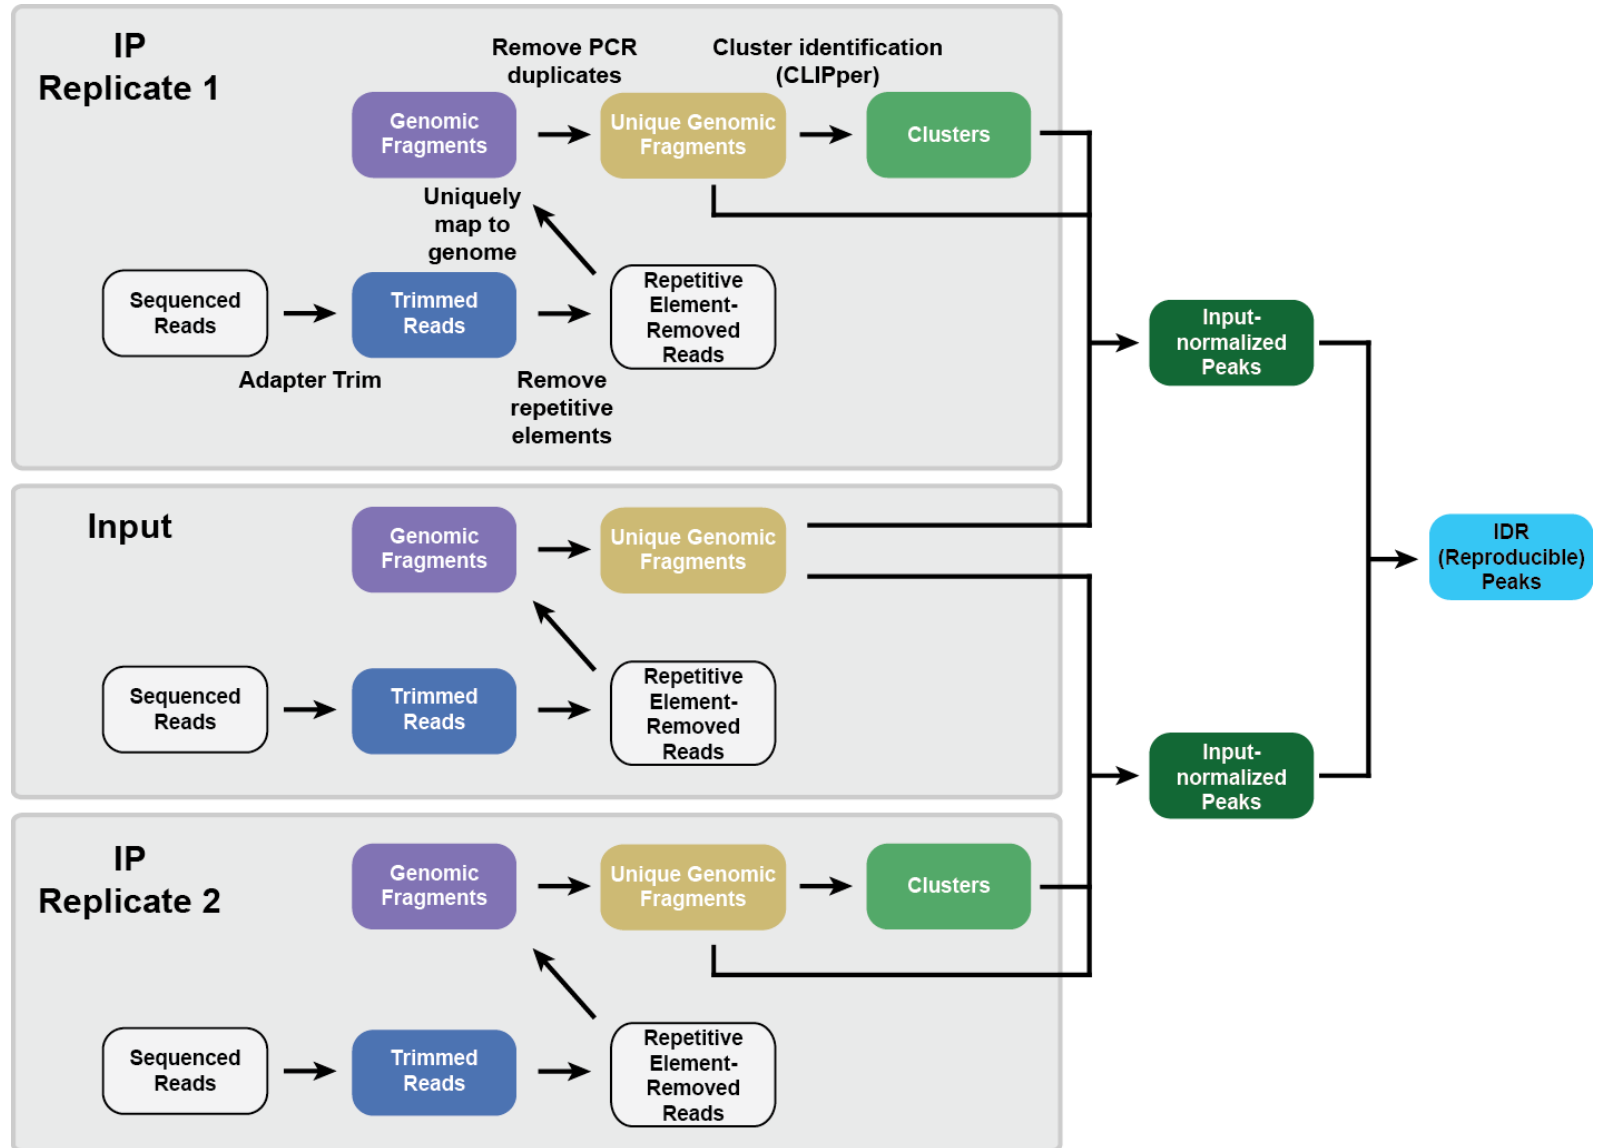 IP
Replicate 1
Remove PCR
duplicates
Cluster identification
(CLIPper)
Genomic
Fragments
Unique Genomic
Fragments
Clusters
Uniquely
map to
genome
Sequenced
Reads
Trimmed
Reads
Repetitive
Element-
Removed
Reads
Adapter Trim
Remove
repetitive
elements
Input
Genomic
Fragments
Unique Genomic
Fragments
Sequenced
Reads
Trimmed
Reads
Repetitive
Element-
Removed
Reads
IP
Replicate 2
Genomic
Fragments
Unique Genomic
Fragments
Clusters
Sequenced
Reads
Trimmed
Reads
Repetitive
Element-
Removed
Reads
Input-
normalized
Peaks
Input-
normalized
Peaks
IDR
(Reproducible)
Peaks